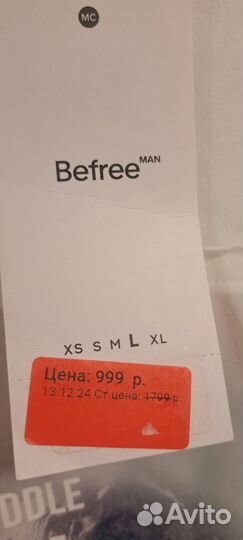 MC
Befree MAN
XS S M L XL
Цена: 999 р.
13.12.24 Ст.цена: 1799 р.
DDLE
Avito